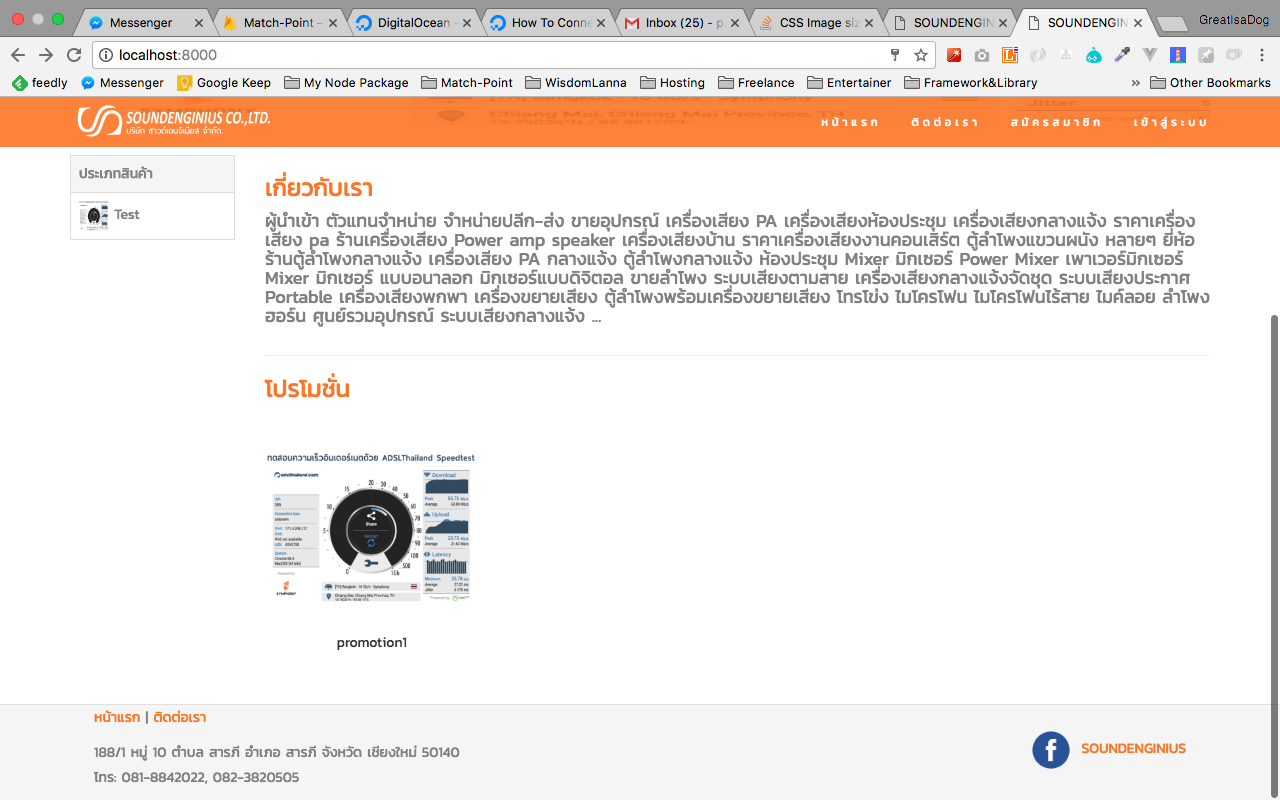 Messenger
Match-Point –
DigitalOcean -
How To Conne
Inbox (25) - p
CSS Image siz
SOUNDENGIN
SOUNDENGIN
GreatIsaDog
localhost:8000
feedly
Messenger
Google Keep
My Node Package
Match-Point
WisdomLanna
Hosting
Freelance
Entertainer
Framework&Library
» Other Bookmarks
SOUNDENGINIUS CO.,LTD.
บริษัท ซาวด์เอนจิเนียส จำกัด
หน้าแรก
ติดต่อเรา
สมัครสมาชิก
เข้าสู่ระบบ
ประเภทสินค้า
Test
เกี่ยวกับเรา
ผู้นำเข้า ตัวแทนจำหน่าย จำหน่ายปลีก-ส่ง ขายอุปกรณ์ เครื่องเสียง PA เครื่องเสียงห้องประชุม เครื่องเสียงกลางแจ้ง ราคาเครื่อง
เสียง pa ร้านเครื่องเสียง Power amp speaker เครื่องเสียงบ้าน ราคาเครื่องเสียงงานคอนเสิร์ต ตู้ลำโพงแขวนผนัง หลายๆ ยี่ห้อ
ร้านตู้ลำโพงกลางแจ้ง เครื่องเสียง PA กลางแจ้ง ตู้ลำโพงกลางแจ้ง ห้องประชุม Mixer มิกเซอร์ Power Mixer เพาเวอร์มิกเซอร์
Mixer มิกเซอร์ แบบอนาลอก มิกเซอร์แบบดิจิตอล ขายลำโพง ระบบเสียงตามสาย เครื่องเสียงกลางแจ้งจัดชุด ระบบเสียงประกาศ
Portable เครื่องเสียงพกพา เครื่องขยายเสียง ตู้ลำโพงพร้อมเครื่องขยายเสียง โทรโข่ง ไมโครโฟน ไมโครโฟนไร้สาย ไมค์ลอย ลำโพง
ฮอร์น ศูนย์รวมอุปกรณ์ ระบบเสียงกลางแจ้ง ...
โปรโมชั่น
ทดสอบความเร็วอินเตอร์เนตด้วย ADSLThailand Speedtest
adslthailand.com
Download
Upload
Latency
Share
Restart
SYMPHONY
[TH] Bangkok - 10 Gb/s - Symphony
Chiang Mai, Chiang Mai Province, TH
promotion1
หน้าแรก | ติดต่อเรา
188/1 หมู่ 10 ตำบล สารภี อำเภอ สารภี จังหวัด เชียงใหม่ 50140
โทร: 081-8842022, 082-3820505
SOUNDENGINIUS